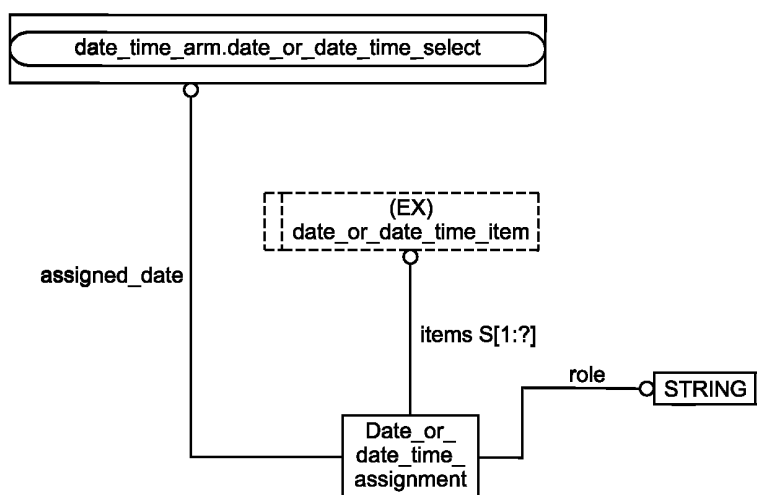 date_time_arm.date_or_date_time_select
(EX)
date_or_date_time_item
assigned_date
items S[1:?]
role
STRING
Date_or_
date_time_
assignment